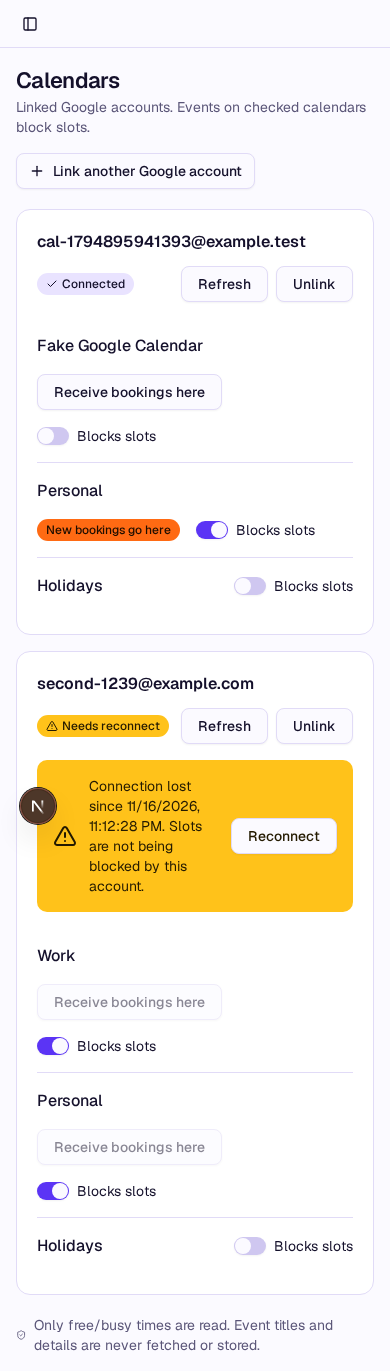 Calendars
Linked Google accounts. Events on checked calendars
block slots.
Link another Google account
cal-1794895941393@example.test
Connected
Refresh
Unlink
Fake Google Calendar
Receive bookings here
Blocks slots
Personal
New bookings go here
Blocks slots
Holidays
Blocks slots
second-1239@example.com
Needs reconnect
Refresh
Unlink
N
Connection lost
since 11/16/2026,
11:12:28 PM. Slots
are not being
blocked by this
account.
Reconnect
Work
Receive bookings here
Blocks slots
Personal
Receive bookings here
Blocks slots
Holidays
Blocks slots
Only free/busy times are read. Event titles and
details are never fetched or stored.